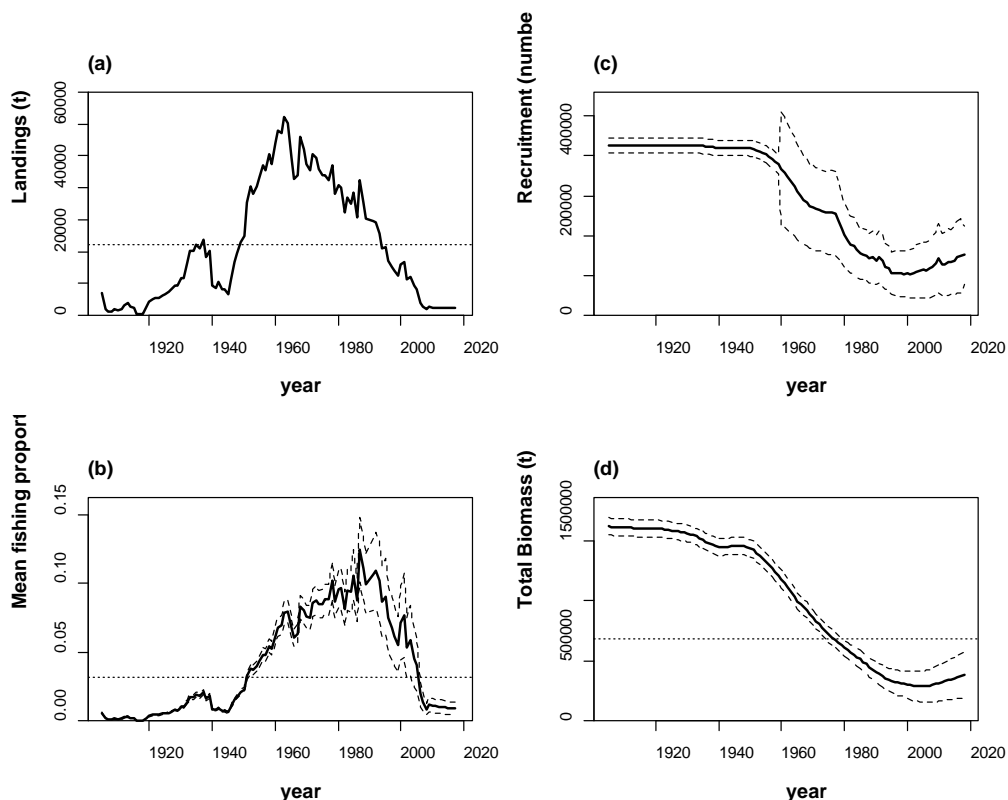 (a)
Landings (t)
60000
40000
20000
0
1920 1940 1960 1980 2000 2020
year
(c)
Recruitment (numbe
400000
200000
0
1920 1940 1960 1980 2000 2020
year
(b)
Mean fishing proport
0.15
0.10
0.05
0.00
1920 1940 1960 1980 2000 2020
year
(d)
Total Biomass (t)
1500000
500000
0
1920 1940 1960 1980 2000 2020
year